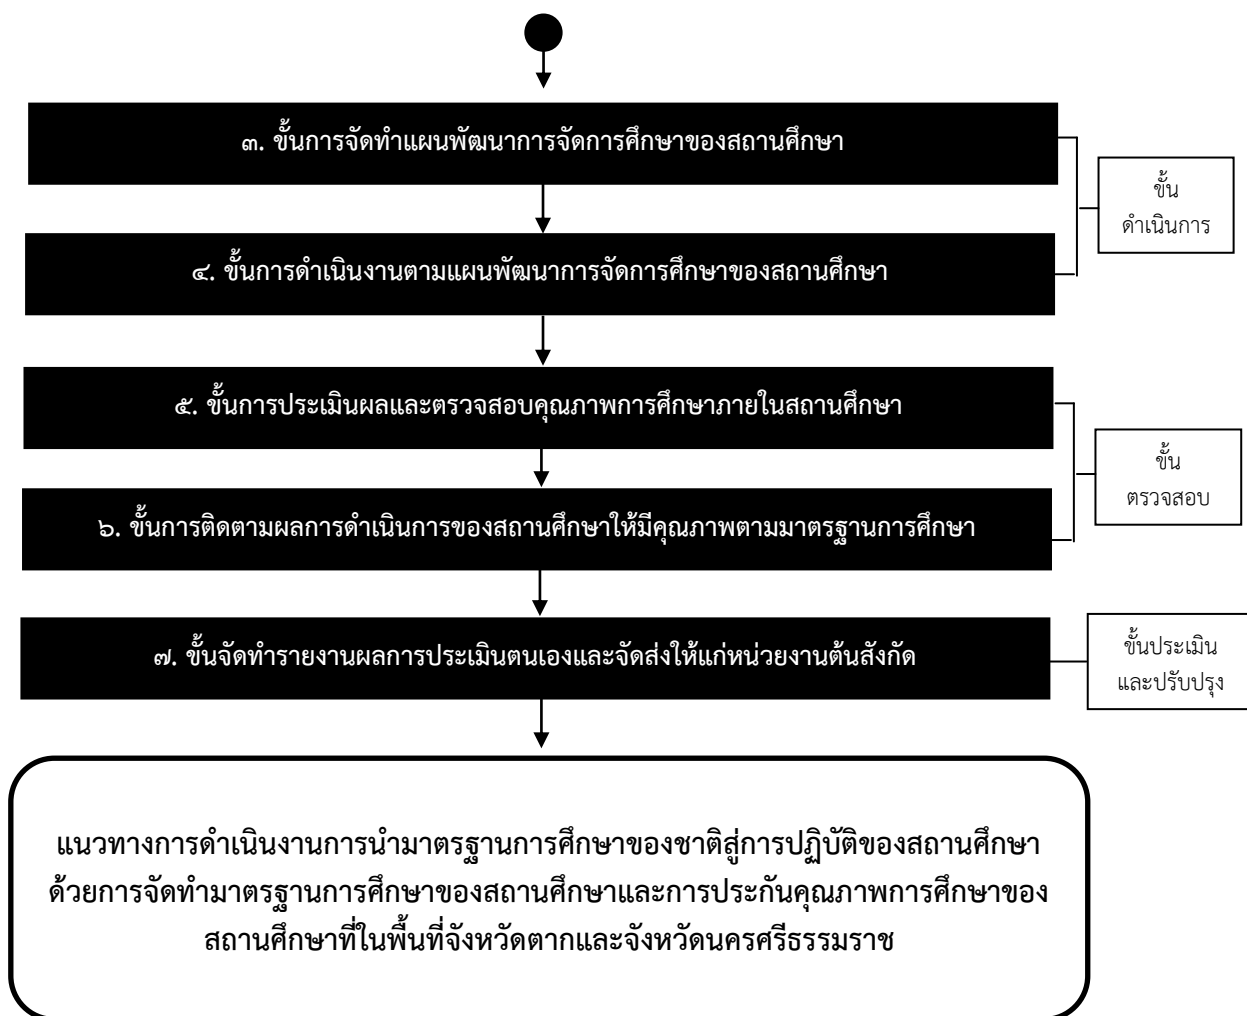 ๓. ขั้นการจัดทำแผนพัฒนาการจัดการศึกษาของสถานศึกษา
ขั้น
ดำเนินการ
๔. ขั้นการดำเนินงานตามแผนพัฒนาการจัดการศึกษาของสถานศึกษา
๕. ขั้นการประเมินผลและตรวจสอบคุณภาพการศึกษาภายในสถานศึกษา
ขั้น
ตรวจสอบ
๖. ขั้นการติดตามผลการดำเนินการของสถานศึกษาให้มีคุณภาพตามมาตรฐานการศึกษา
๗. ขั้นจัดทำรายงานผลการประเมินตนเองและจัดส่งให้แก่หน่วยงานต้นสังกัด
ขั้นประเมิน
และปรับปรุง
แนวทางการดำเนินงานการนำมาตรฐานการศึกษาของชาติสู่การปฏิบัติของสถานศึกษา
ด้วยการจัดทำมาตรฐานการศึกษาของสถานศึกษาและการประกันคุณภาพการศึกษาของ
สถานศึกษาที่ในพื้นที่จังหวัดตากและจังหวัดนครศรีธรรมราช